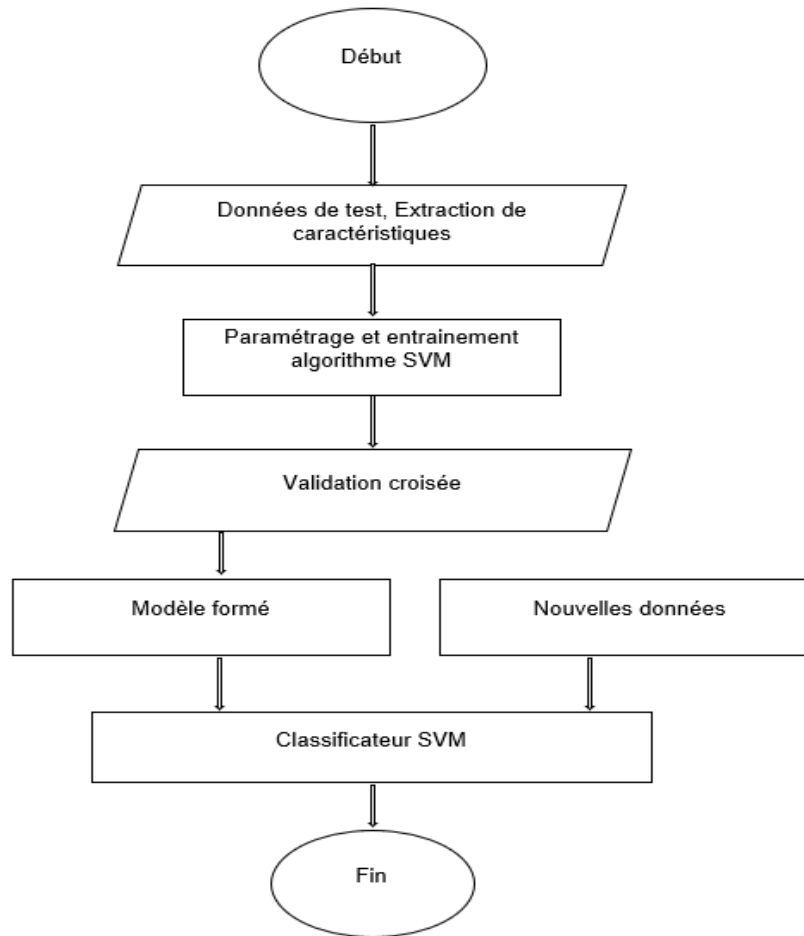 Début
Données de test, Extraction de
caractéristiques
Paramétrage et entrainement
algorithme SVM
Validation croisée
Modèle formé
Nouvelles données
Classificateur SVM
Fin